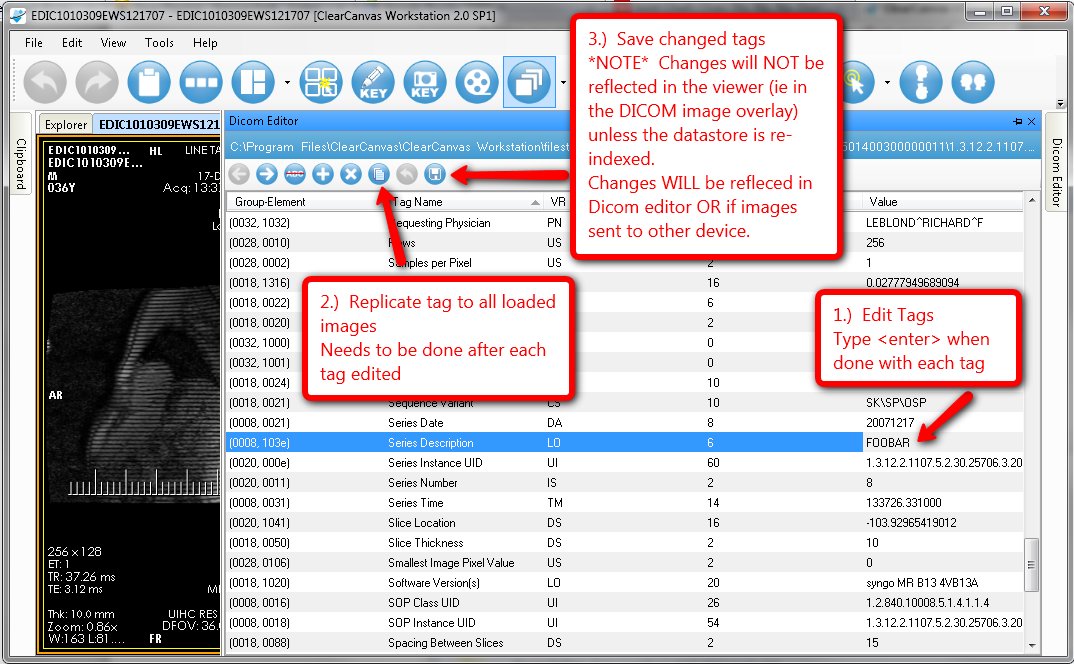 EDIC1010309EWS121707 - EDIC1010309EWS121707 [ClearCanvas Workstation 2.0 SP1]
File Edit View Tools Help
KEY KEY
Clipboard
Explorer EDIC1010309EWS121
EDIC1010309... HL LINE TA
EDIC1010309E...
M 17-D
036Y Acq: 13:3
AR
256 x 128
ET: 1
TR: 37.26 ms
TE: 3.12 ms
Thk: 10.0 mm UIHC RES
Zoom: 0.86x DFOV: 36.
W:163 L:81.... FR
Dicom Editor
C:\Program Files\ClearCanvas\ClearCanvas Workstation\filest 501400300000011\1.3.12.2.1107....
ABC
Group-Element Tag Name VR Value
(0032, 1032) Requesting Physician PN LEBLOND^RICHARD^F
(0028, 0010) Rows US 256
(0028, 0002) Samples per Pixel US 2 1
(0018, 1316) 16 0.02777949689094
(0018, 0022) 6
(0018, 0020) 2
(0032, 1000) 0
(0032, 1001) 0
(0018, 0024) 10
(0018, 0021) Sequence Variant CS 10 SK\SP\OSP
(0008, 0021) Series Date DA 8 20071217
(0008, 103e) Series Description LO 6 FOOBAR
(0020, 000e) Series Instance UID UI 60 1.3.12.2.1107.5.2.30.25706.3.20
(0020, 0011) Series Number IS 2 8
(0008, 0031) Series Time TM 14 133726.331000
(0020, 1041) Slice Location DS 16 -103.92965419012
(0018, 0050) Slice Thickness DS 2 10
(0028, 0106) Smallest Image Pixel Value US 2 0
(0018, 1020) Software Version(s) LO 20 syngo MR B13 4VB13A
(0008, 0016) SOP Class UID UI 26 1.2.840.10008.5.1.4.1.1.4
(0008, 0018) SOP Instance UID UI 54 1.3.12.2.1107.5.2.30.25706.3.20
(0018, 0088) Spacing Between Slices DS 2 15
3.) Save changed tags
*NOTE* Changes will NOT be
reflected in the viewer (ie in
the DICOM image overlay)
unless the datastore is re-
indexed.
Changes WILL be refleced in
Dicom editor OR if images
sent to other device.
2.) Replicate tag to all loaded
images
Needs to be done after each
tag edited
1.) Edit Tags
Type <enter> when
done with each tag
Dicom Editor